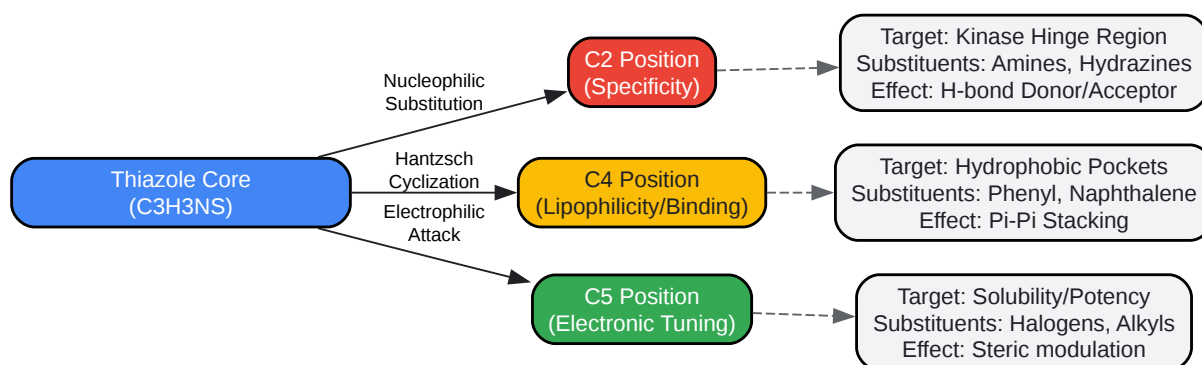 Thiazole Core
(C3H3NS)
Nucleophilic
Substitution
Hantzsch
Cyclization
Electrophilic
Attack
C2 Position
(Specificity)
C4 Position
(Lipophilicity/Binding)
C5 Position
(Electronic Tuning)
Target: Kinase Hinge Region
Substituents: Amines, Hydrazines
Effect: H-bond Donor/Acceptor
Target: Hydrophobic Pockets
Substituents: Phenyl, Naphthalene
Effect: Pi-Pi Stacking
Target: Solubility/Potency
Substituents: Halogens, Alkyls
Effect: Steric modulation